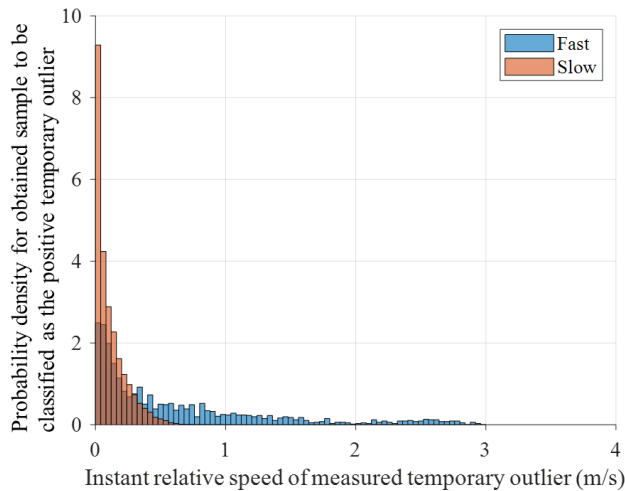 Probability density for obtained sample to be
classified as the positive temporary outlier
10
8
6
4
2
0
Fast
Slow
0
1
2
3
4
Instant relative speed of measured temporary outlier (m/s)